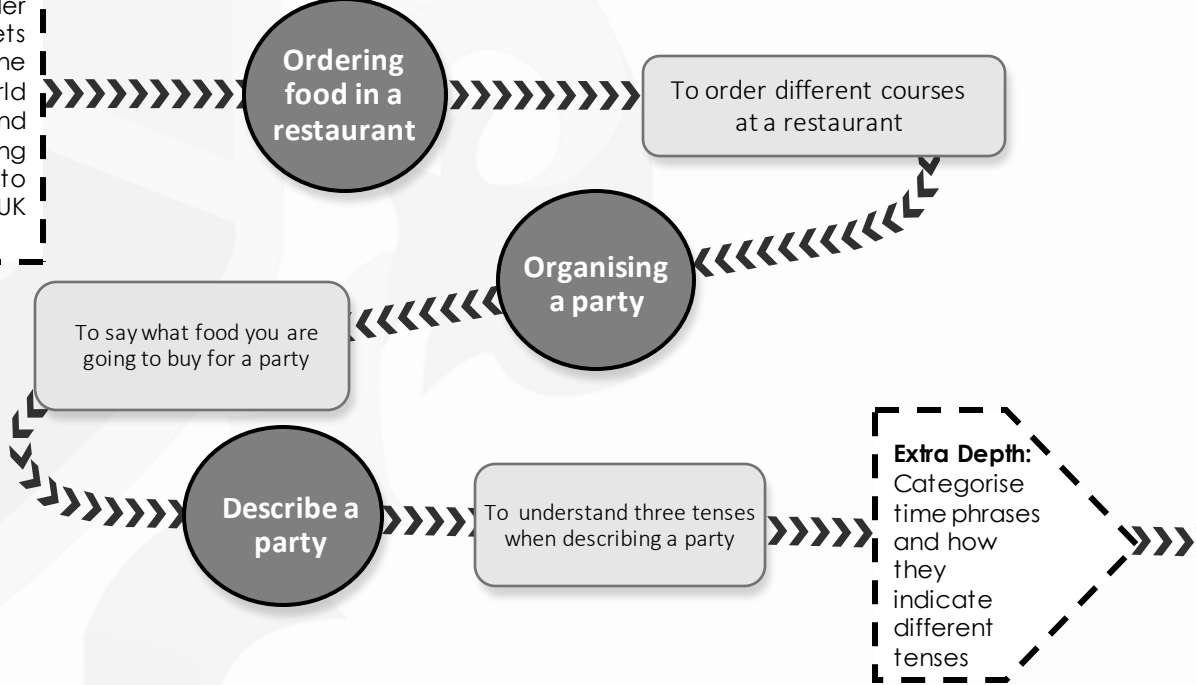 UK
to
Ordering
food in a
restaurant
To order different courses
at a restaurant
Organising
a party
To say what food you are
going to buy for a party
Describe a
party
To understand three tenses
when describing a party
Extra Depth:
Categorise
time phrases
and how
they
indicate
different
tenses